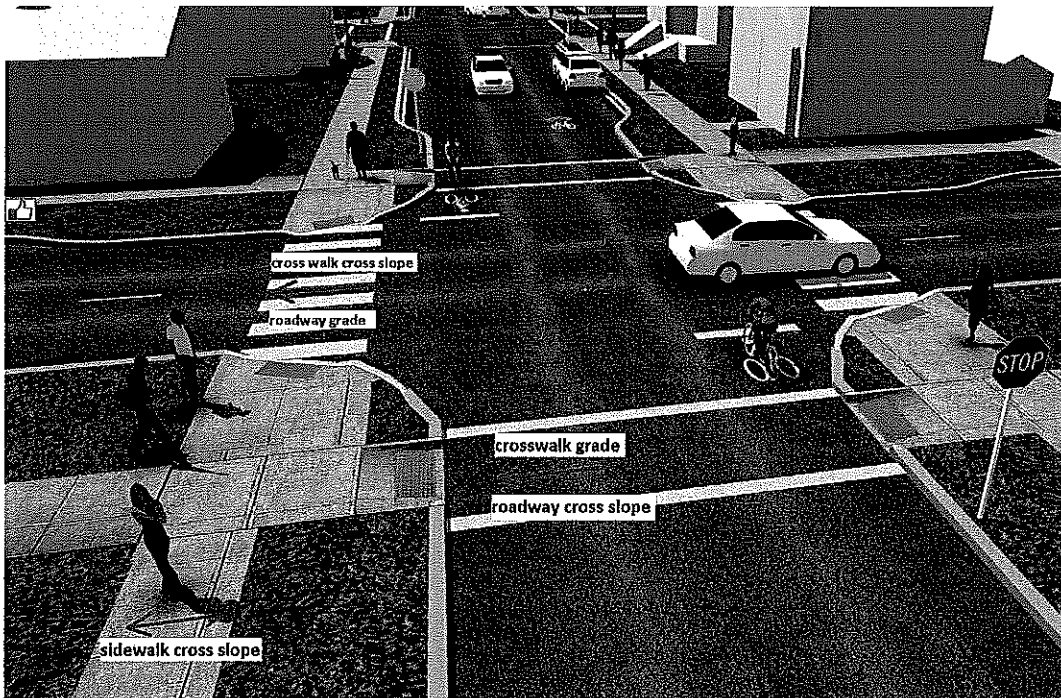 cross walk cross slope
roadway grade
STOP
crosswalk grade
roadway cross slope
sidewalk cross slope